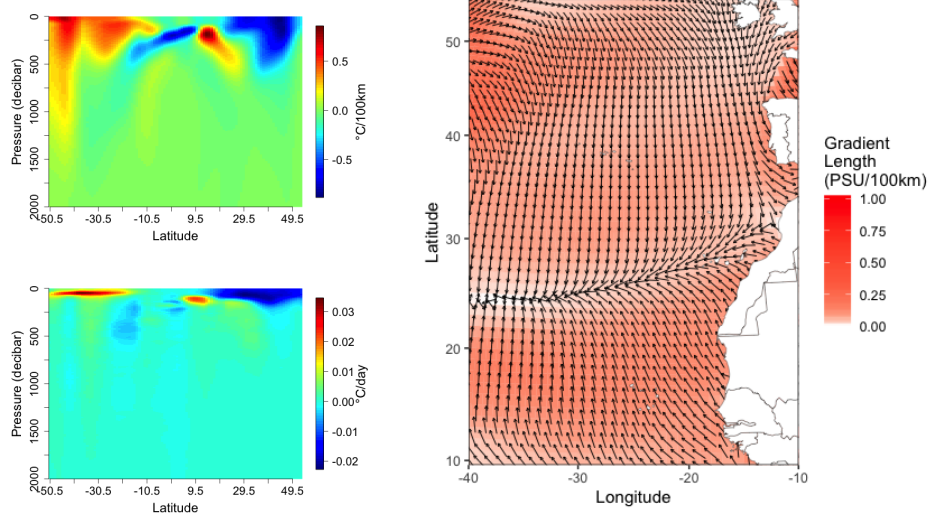 0
500
1000
1500
2000
Pressure (decibar)
-50.5 -30.5 -10.5 9.5 29.5 49.5
Latitude
0.5
0.0
-0.5
°C/100km
0
500
1000
1500
2000
Pressure (decibar)
-50.5 -30.5 -10.5 9.5 29.5 49.5
Latitude
0.03
0.02
0.01
0.00
-0.01
-0.02
°C/day
50
40
30
20
10
Latitude
-40 -30 -20 -10
Longitude
Gradient
Length
(PSU/100km)
1.00
0.75
0.50
0.25
0.00